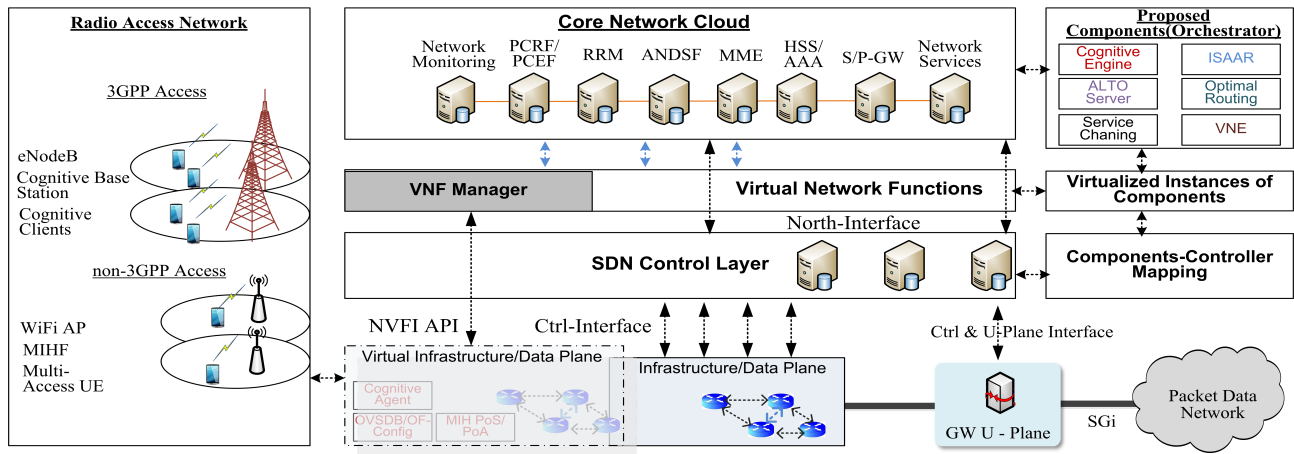 Radio Access Network
3GPP Access
eNodeB
Cognitive Base
Station
Cognitive
Clients
non-3GPP Access
WiFi AP
MIHF
Multi-
Access UE
Core Network Cloud
Network
Monitoring
PCRF/
PCEF
RRM
ANDSF
MME
HSS/
AAA
S/P-GW
Network
Services
Proposed
Components(Orchestrator)
Cognitive
Engine
ISAAR
ALTO
Server
Optimal
Routing
Service
Chaning
VNE
VNF Manager
Virtual Network Functions
Virtualized Instances of
Components
North-Interface
SDN Control Layer
Components-Controller
Mapping
NVFI API
Ctrl-Interface
Ctrl & U-Plane Interface
Virtual Infrastructure/Data Plane
Cognitive
Agent
OVSDB/OF-
Config
MIH PoS/
PoA
Infrastructure/Data Plane
GW U - Plane
SGi
Packet Data
Network